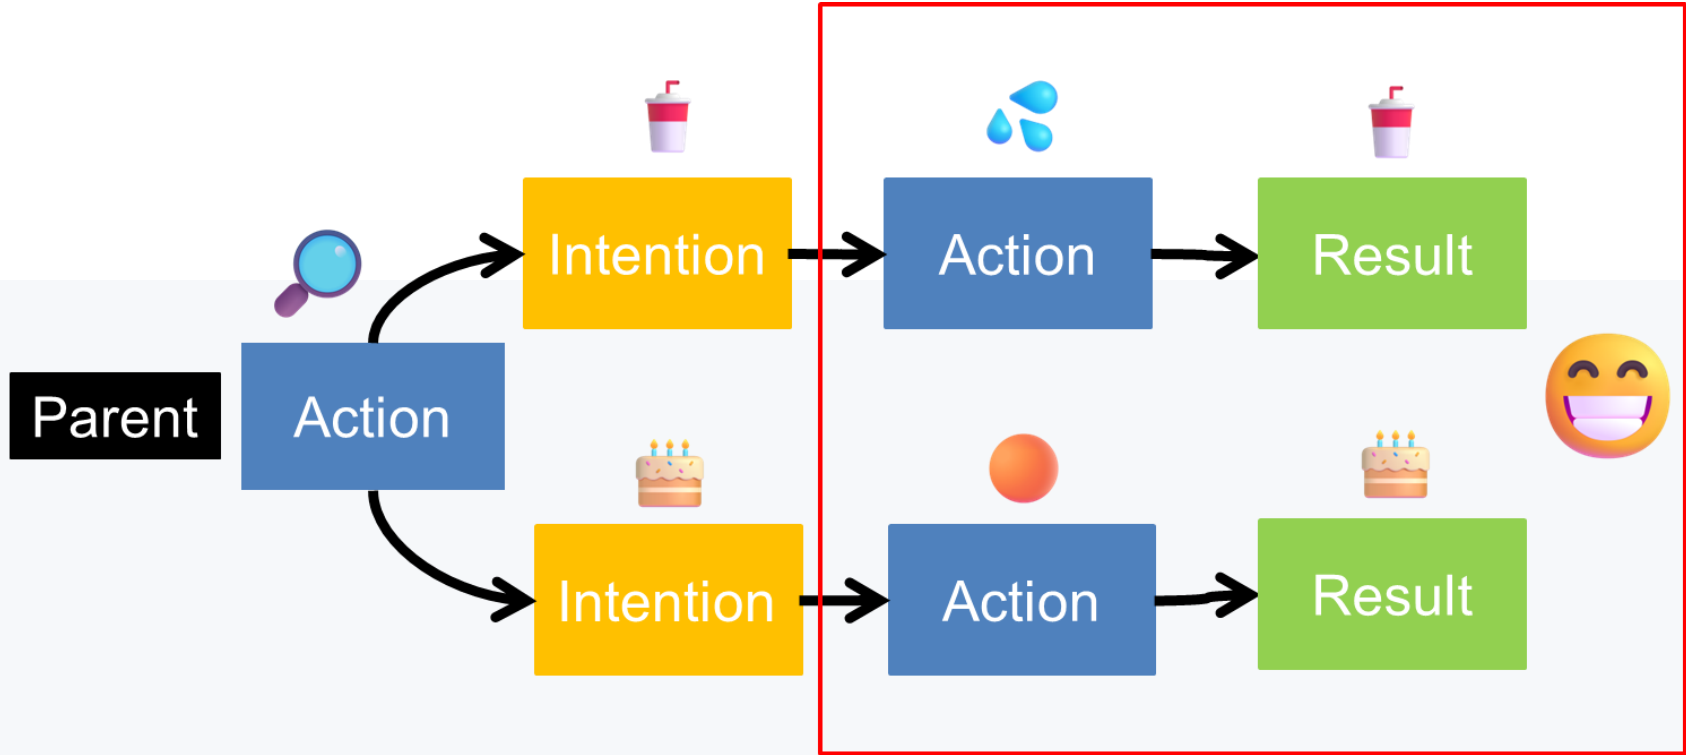 Parent
Action
Intention
Action
Result
Intention
Action
Result